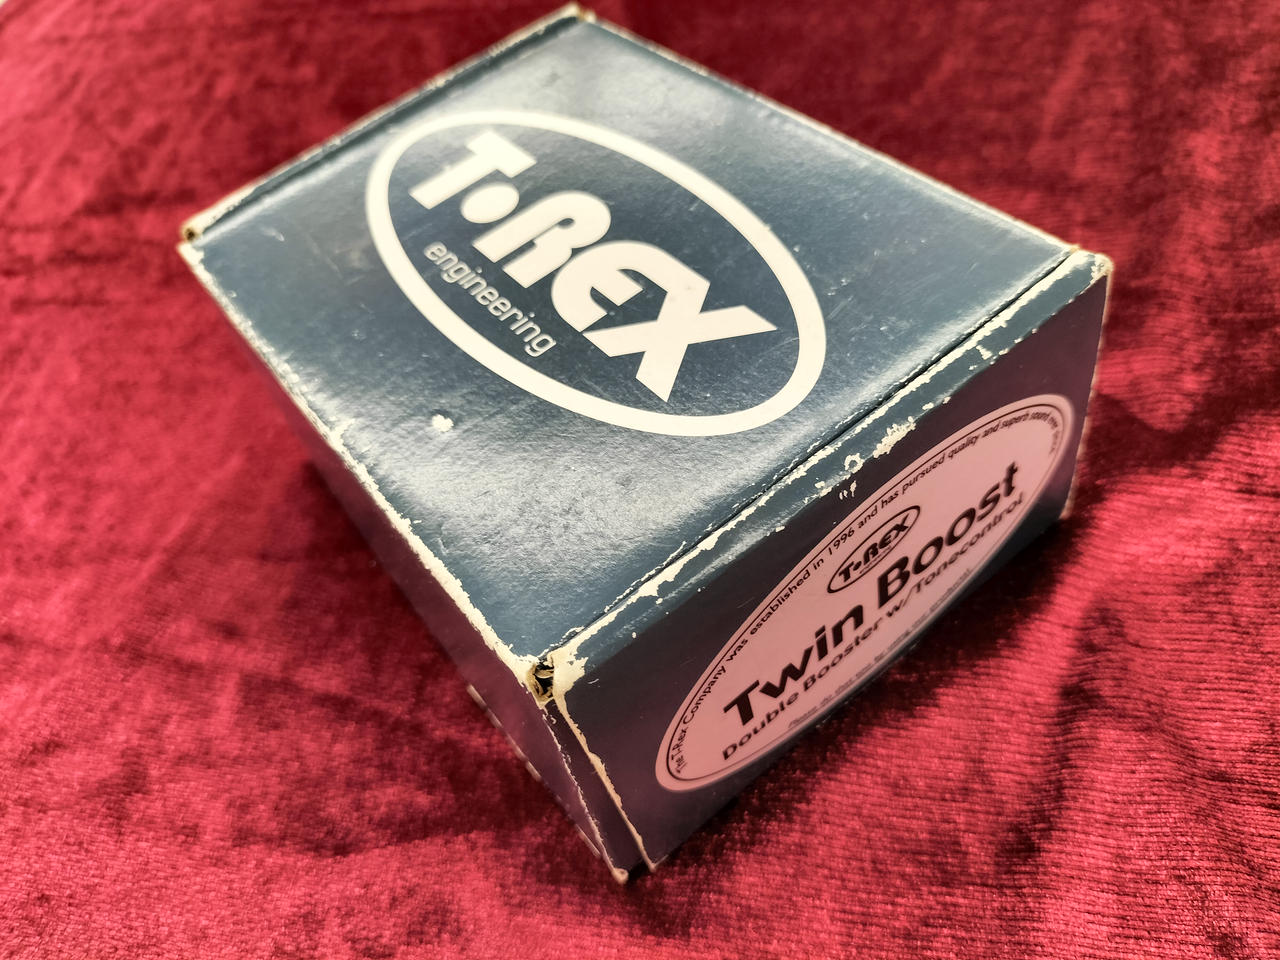 T•REX
engineering
The T-Rex Company was established in 1996 and has pursued quality and superb sound
T•REX
Twin Boost
Double Booster w/Tonecontrol